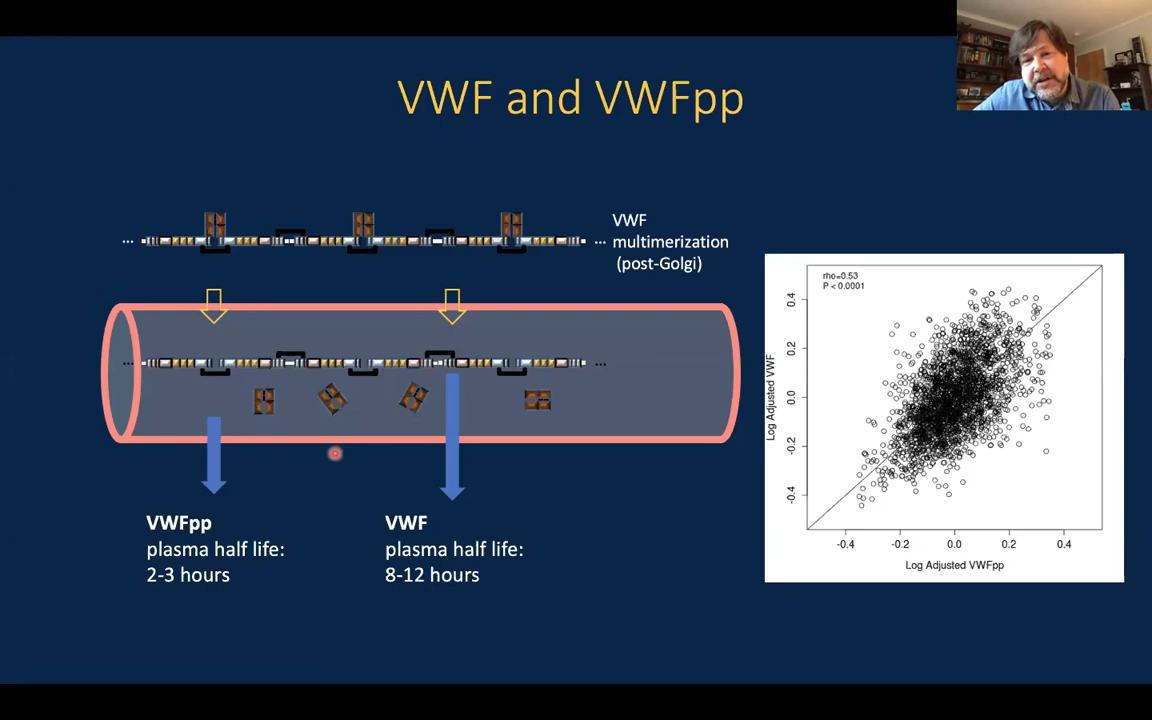 VWF and VWFpp
VWF
multimerization
(post-Golgi)
...
...
...
...
VWFpp
plasma half life:
2-3 hours
VWF
plasma half life:
8-12 hours
rho=0.53
P < 0.0001
Log Adjusted VWF
0.4
0.2
0.0
-0.2
-0.4
-0.4
-0.2
0.0
0.2
0.4
Log Adjusted VWFpp